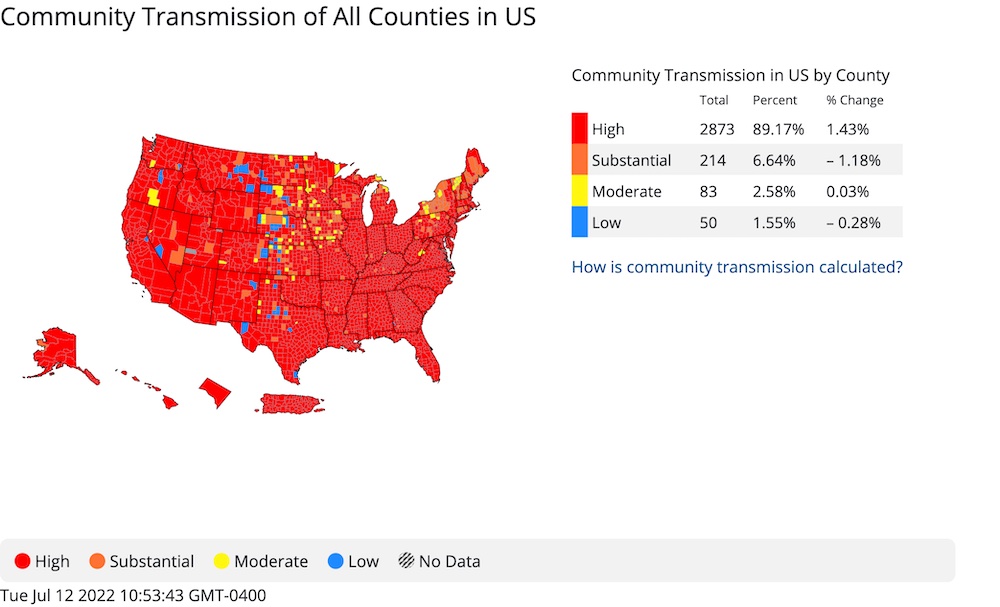 Community Transmission of All Counties in US
Community Transmission in US by County
Total Percent % Change
High 2873 89.17% 1.43%
Substantial 214 6.64% – 1.18%
Moderate 83 2.58% 0.03%
Low 50 1.55% – 0.28%
How is community transmission calculated?
High Substantial Moderate Low No Data
Tue Jul 12 2022 10:53:43 GMT-0400